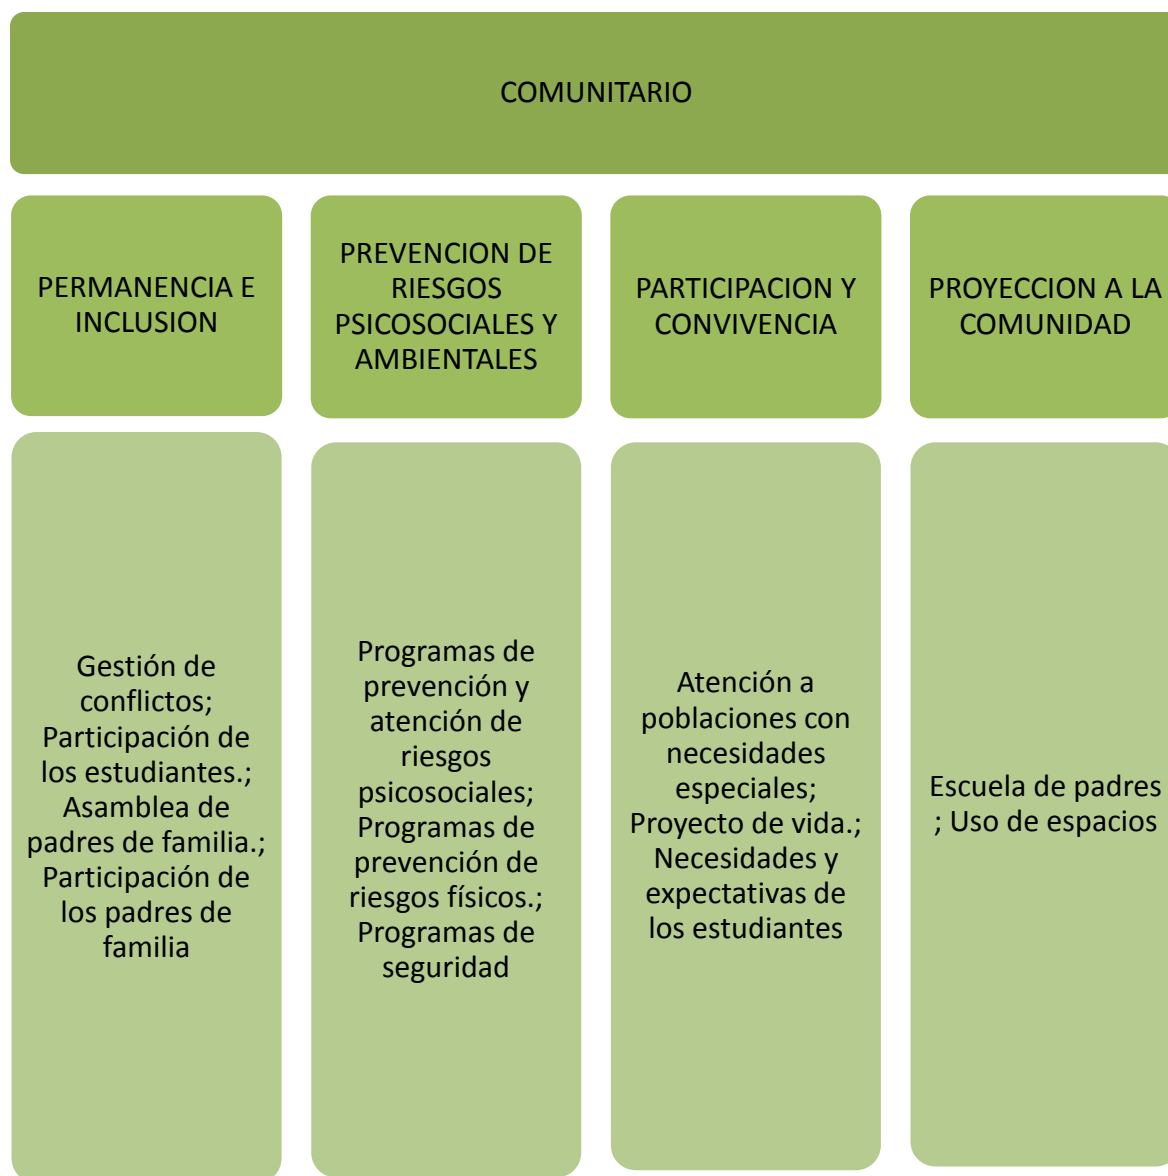 COMUNITARIO
PERMANENCIA E
INCLUSION
PREVENCION DE
RIESGOS
PSICOSOCIALES Y
AMBIENTALES
PARTICIPACION Y
CONVIVENCIA
PROYECCION A LA
COMUNIDAD
Gestión de
conflictos;
Participación de
los estudiantes.;
Asamblea de
padres de familia.;
Participación de
los padres de
familia
Programas de
prevención y
atención de
riesgos
psicosociales;
Programas de
prevención de
riesgos físicos.;
Programas de
seguridad
Atención a
poblaciones con
necesidades
especiales;
Proyecto de vida.;
Necesidades y
expectativas de
los estudiantes
Escuela de padres
; Uso de espacios